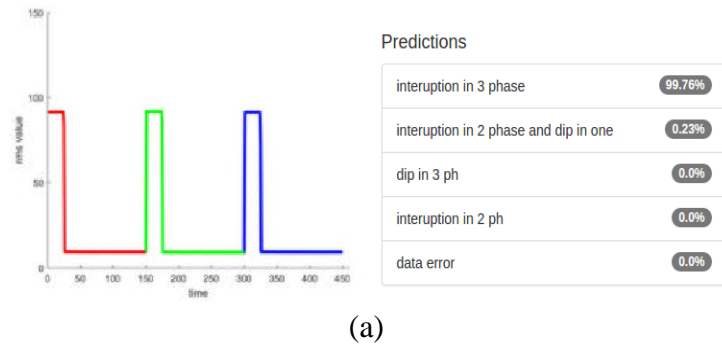 150
100
50
0
rms value
0 50 100 150 200 250 300 350 400 450
time
Predictions
interuption in 3 phase 99.76%
interuption in 2 phase and dip in one 0.23%
dip in 3 ph 0.0%
interuption in 2 ph 0.0%
data error 0.0%
(a)